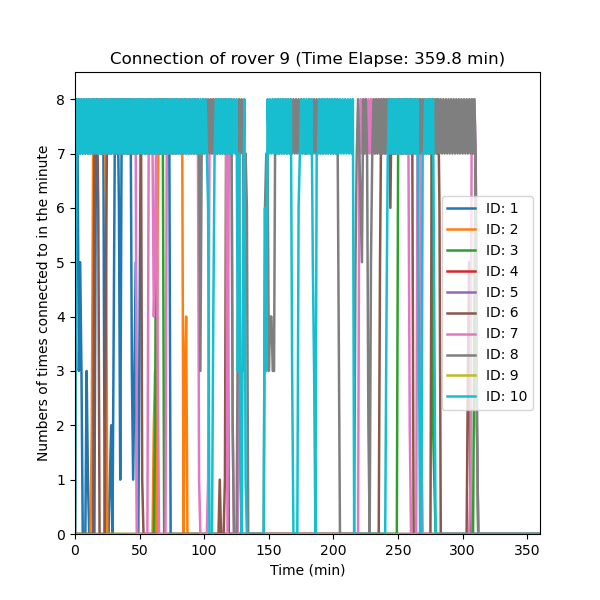 Connection of rover 9 (Time Elapse: 359.8 min)
Numbers of times connected to in the minute
8
7
6
5
4
3
2
1
0
ID: 1
ID: 2
ID: 3
ID: 4
ID: 5
ID: 6
ID: 7
ID: 8
ID: 9
ID: 10
0 50 100 150 200 250 300 350
Time (min)